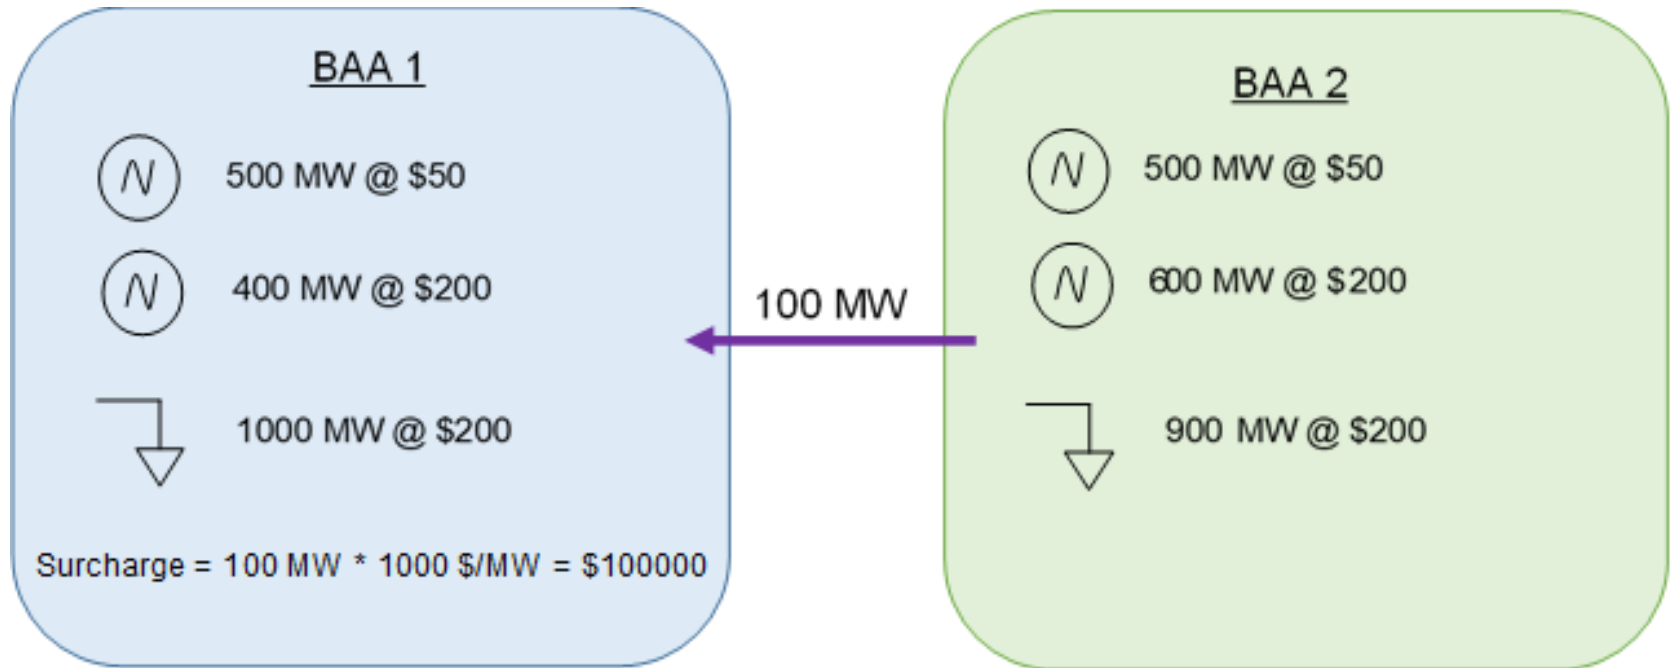 BAA 1
500 MW @ $50
400 MW @ $200
1000 MW @ $200
Surcharge = 100 MW * 1000 $/MW = $100000
100 MW
BAA 2
500 MW @ $50
600 MW @ $200
900 MW @ $200